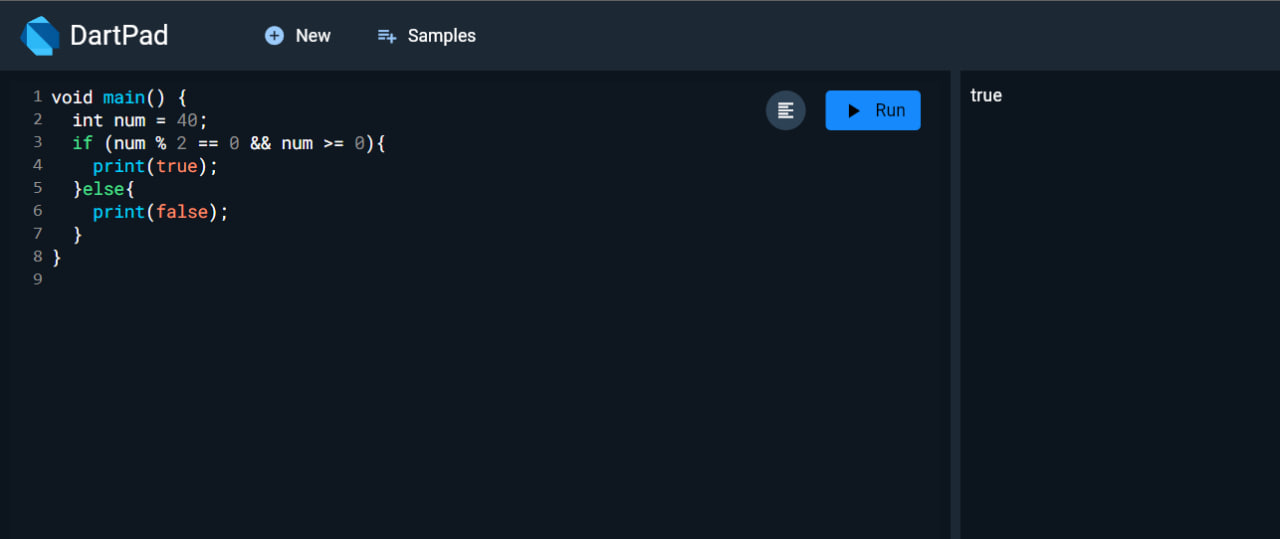 DartPad
New
Samples
1 void main() {
2   int num = 40;
3   if (num % 2 == 0 && num >= 0){
4     print(true);
5   }else{
6     print(false);
7   }
8 }
9
Run
true